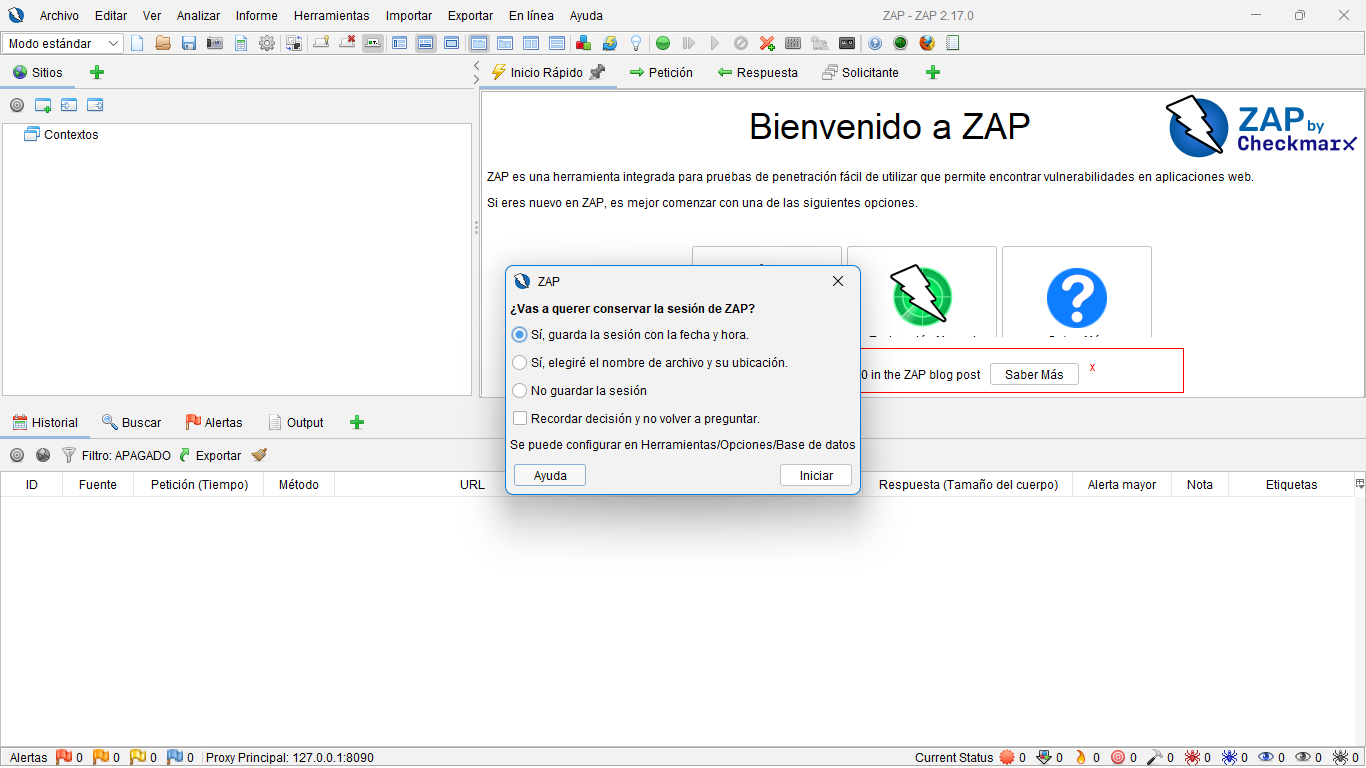 Archivo Editar Ver Analizar Informe Herramientas Importar Exportar En línea Ayuda
ZAP - ZAP 2.17.0
Modo estándar
Sitios
Inicio Rápido
Petición
Respuesta
Solicitante
Contextos
Bienvenido a ZAP
ZAP by
Checkmarx
ZAP es una herramienta integrada para pruebas de penetración fácil de utilizar que permite encontrar vulnerabilidades en aplicaciones web.
Si eres nuevo en ZAP, es mejor comenzar con una de las siguientes opciones.
0 in the ZAP blog post
Saber Más
X
ZAP
¿Vas a querer conservar la sesión de ZAP?
Sí, guarda la sesión con la fecha y hora.
Sí, elegiré el nombre de archivo y su ubicación.
No guardar la sesión
Recordar decisión y no volver a preguntar.
Se puede configurar en Herramientas/Opciones/Base de datos
Ayuda
Iniciar
Historial
Buscar
Alertas
Output
Filtro: APAGADO
Exportar
ID Fuente Petición (Tiempo) Método URL Respuesta (Tamaño del cuerpo) Alerta mayor Nota Etiquetas
Alertas 0 0 0 0 Proxy Principal: 127.0.0.1:8090
Current Status 0 0 0 0 0 0 0 0 0 0